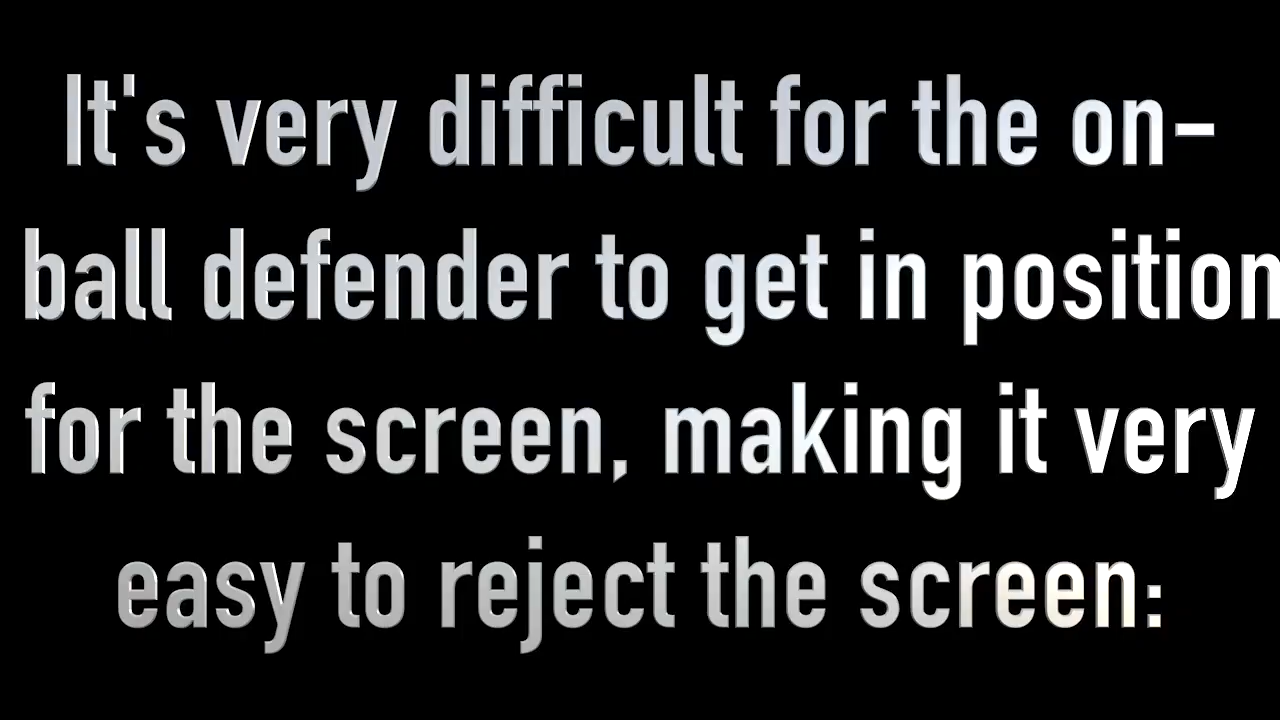 It's very difficult for the on-
ball defender to get in position
for the screen, making it very
easy to reject the screen: